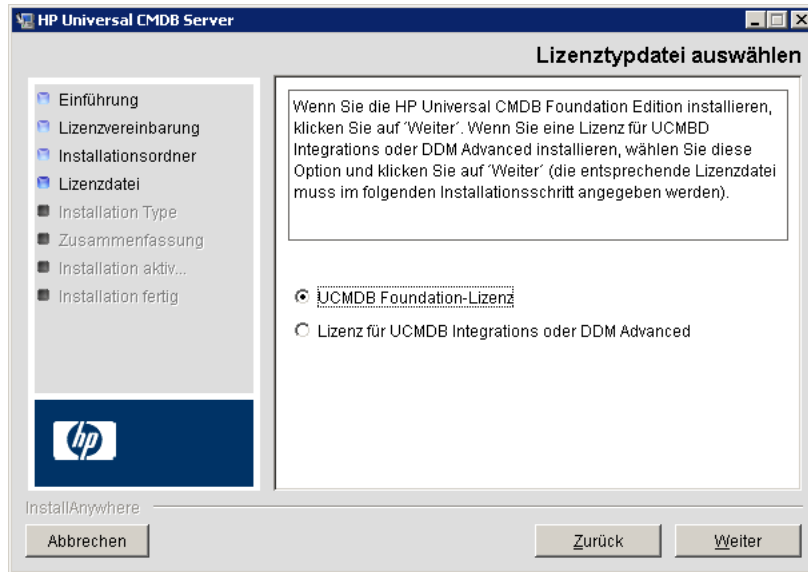 HP Universal CMDB Server
Lizenztypdatei auswählen
Einführung
Lizenzvereinbarung
Installationsordner
Lizenzdatei
Installation Type
Zusammenfassung
Installation aktiv...
Installation fertig
Wenn Sie die HP Universal CMDB Foundation Edition installieren,
klicken Sie auf ´Weiter´. Wenn Sie eine Lizenz für UCMBD
Integrations oder DDM Advanced installieren, wählen Sie diese
Option und klicken Sie auf ´Weiter´ (die entsprechende Lizenzdatei
muss im folgenden Installationsschritt angegeben werden).
UCMDB Foundation-Lizenz
Lizenz für UCMDB Integrations oder DDM Advanced
hp
InstallAnywhere
Abbrechen
Zurück
Weiter